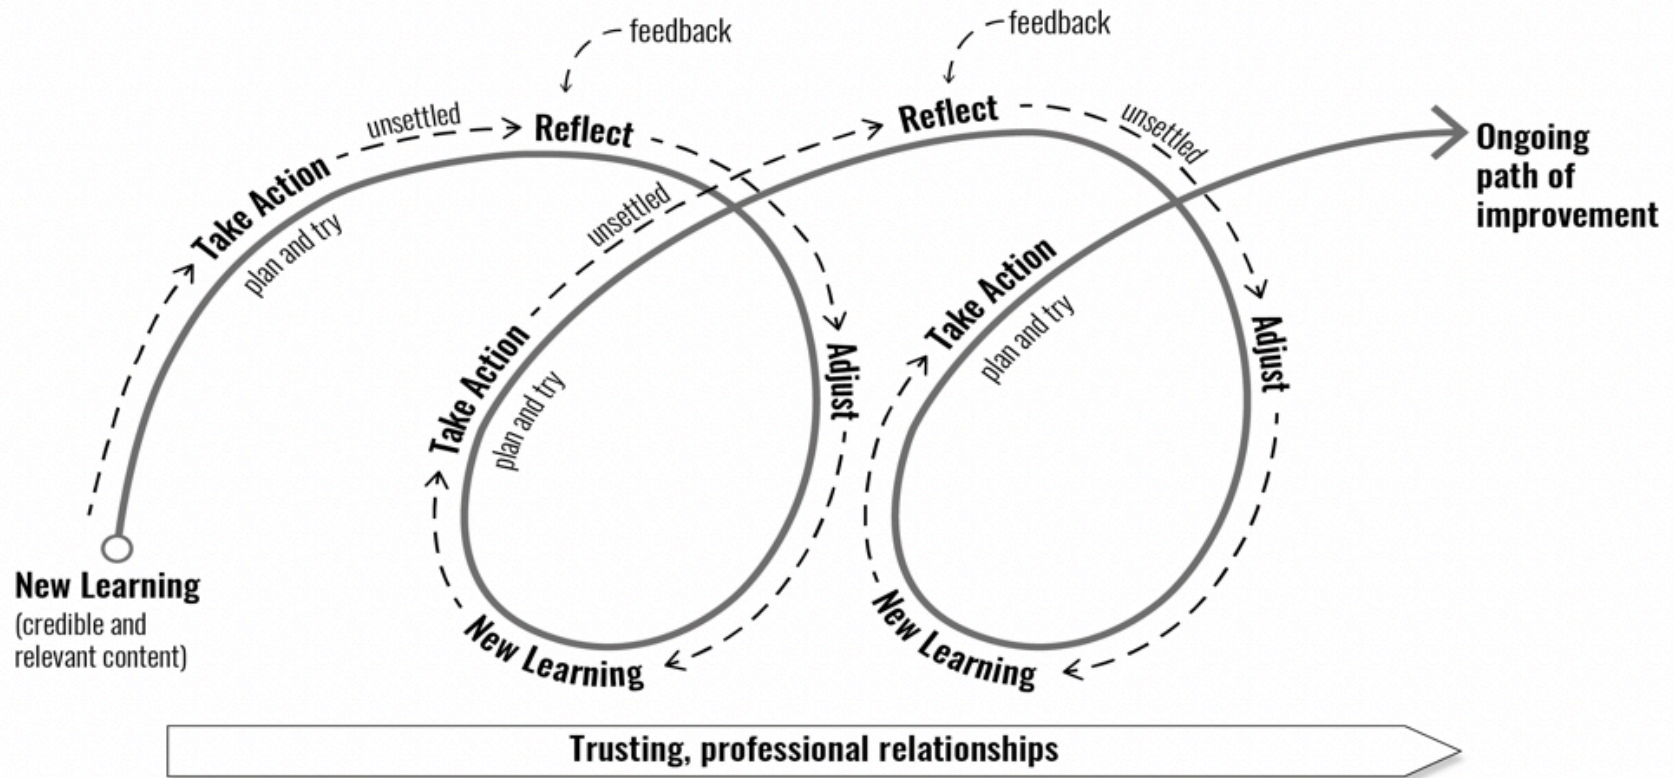 New Learning
(credible and
relevant content)
Take Action
plan and try
unsettled
feedback
Reflect
Adjust
New Learning
Take Action
plan and try
unsettled
feedback
Reflect
unsettled
Adjust
New Learning
Take Action
plan and try
Ongoing
path of
improvement
Trusting, professional relationships